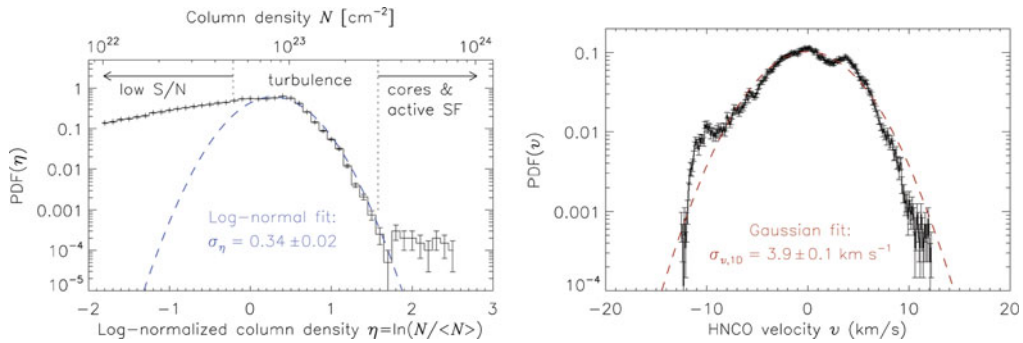 Column density N [cm⁻²]
10²² 10²³ 10²⁴
low S/N
turbulence
cores &
active SF
1
0.1
0.01
0.001
10⁻⁴
10⁻⁵
PDF(η)
Log−normal fit:
σ_η = 0.34 ±0.02
−2 −1 0 1 2 3
Log−normalized column density η=ln(N/<N>)
0.1
0.01
0.001
10⁻⁴
PDF(v)
Gaussian fit:
σ_v,1D = 3.9±0.1 km s⁻¹
−20 −10 0 10 20
HNCO velocity v (km/s)